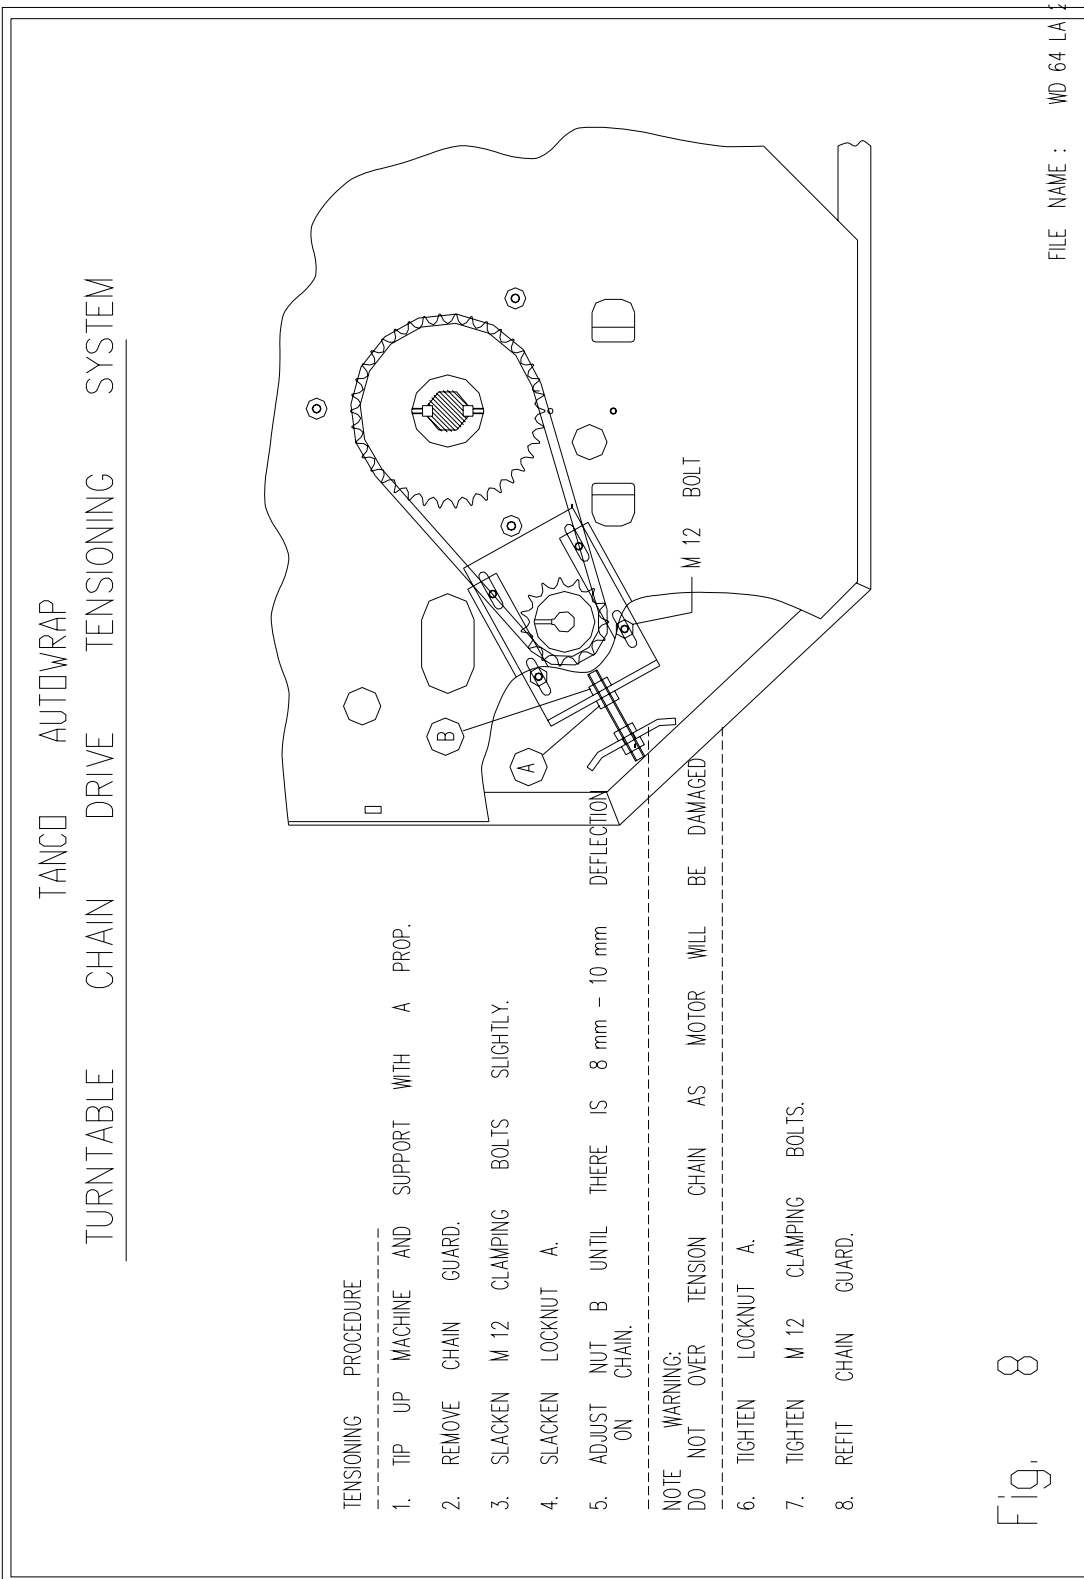 TANCO AUTOWRAP
TURNTABLE CHAIN DRIVE TENSIONING SYSTEM
TENSIONING PROCEDURE
1. TIP UP MACHINE AND SUPPORT WITH A PROP.
2. REMOVE CHAIN GUARD.
3. SLACKEN M 12 CLAMPING BOLTS SLIGHTLY.
4. SLACKEN LOCKNUT A.
5. ADJUST NUT B UNTIL THERE IS 8 mm - 10 mm DEFLECTION
ON CHAIN.
NOTE WARNING:
DO NOT OVER TENSION CHAIN AS MOTOR WILL BE DAMAGED
6. TIGHTEN LOCKNUT A.
7. TIGHTEN M 12 CLAMPING BOLTS.
8. REFIT CHAIN GUARD.
B
A
M 12 BOLT
Fig. 8
FILE NAME : WD 64 LA